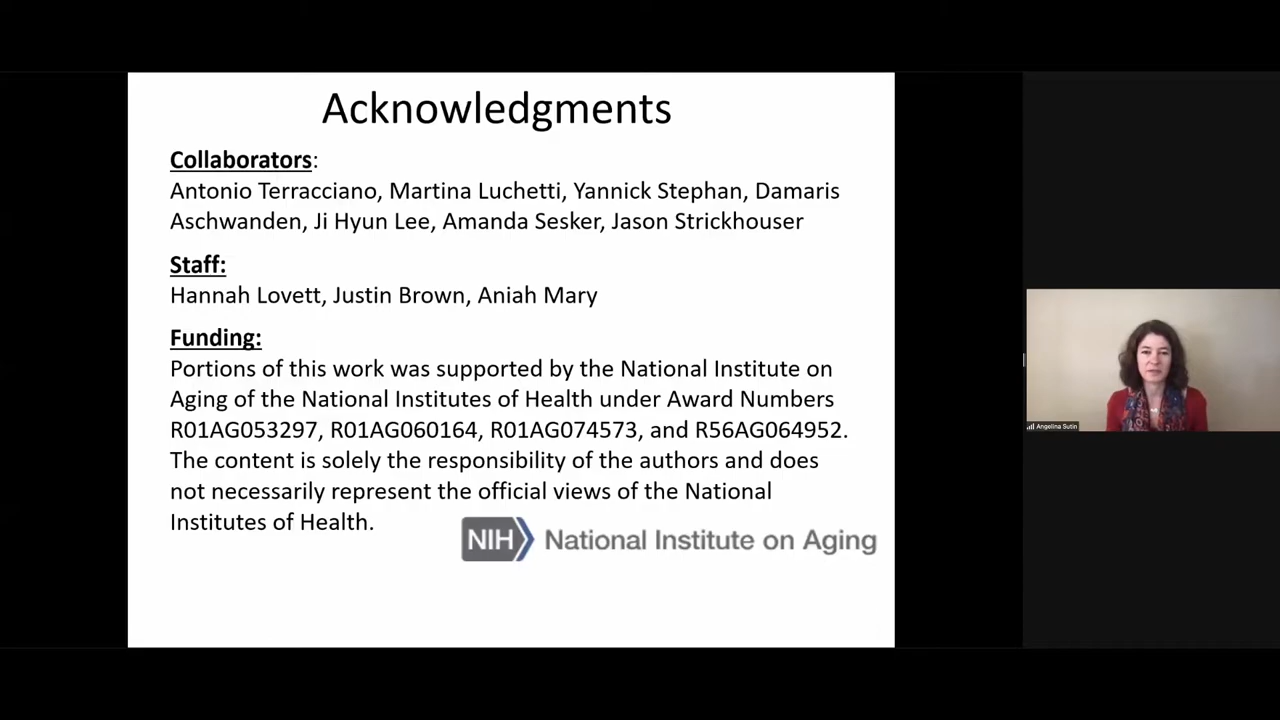 Acknowledgments
Collaborators:
Antonio Terracciano, Martina Luchetti, Yannick Stephan, Damaris
Aschwanden, Ji Hyun Lee, Amanda Sesker, Jason Strickhouser
Staff:
Hannah Lovett, Justin Brown, Aniah Mary
Funding:
Portions of this work was supported by the National Institute on
Aging of the National Institutes of Health under Award Numbers
R01AG053297, R01AG060164, R01AG074573, and R56AG064952.
The content is solely the responsibility of the authors and does
not necessarily represent the official views of the National
Institutes of Health.
NIH National Institute on Aging
Angelina Sutin